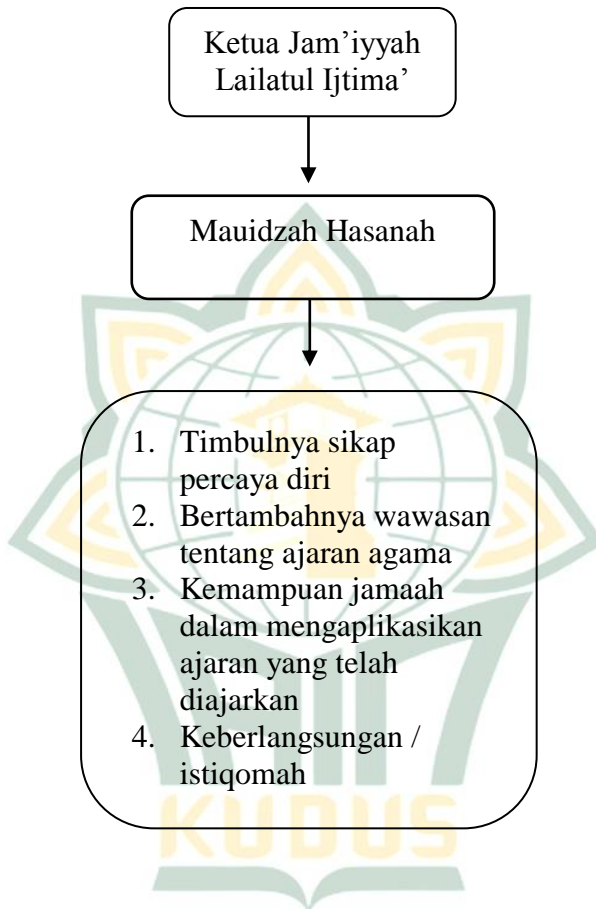 Ketua Jam’iyyah
Lailatul Ijtima’
Mauidzah Hasanah
1. Timbulnya sikap
percaya diri
2. Bertambahnya wawasan
tentang ajaran agama
3. Kemampuan jamaah
dalam mengaplikasikan
ajaran yang telah
diajarkan
4. Keberlangsungan /
istiqomah
KUDUS